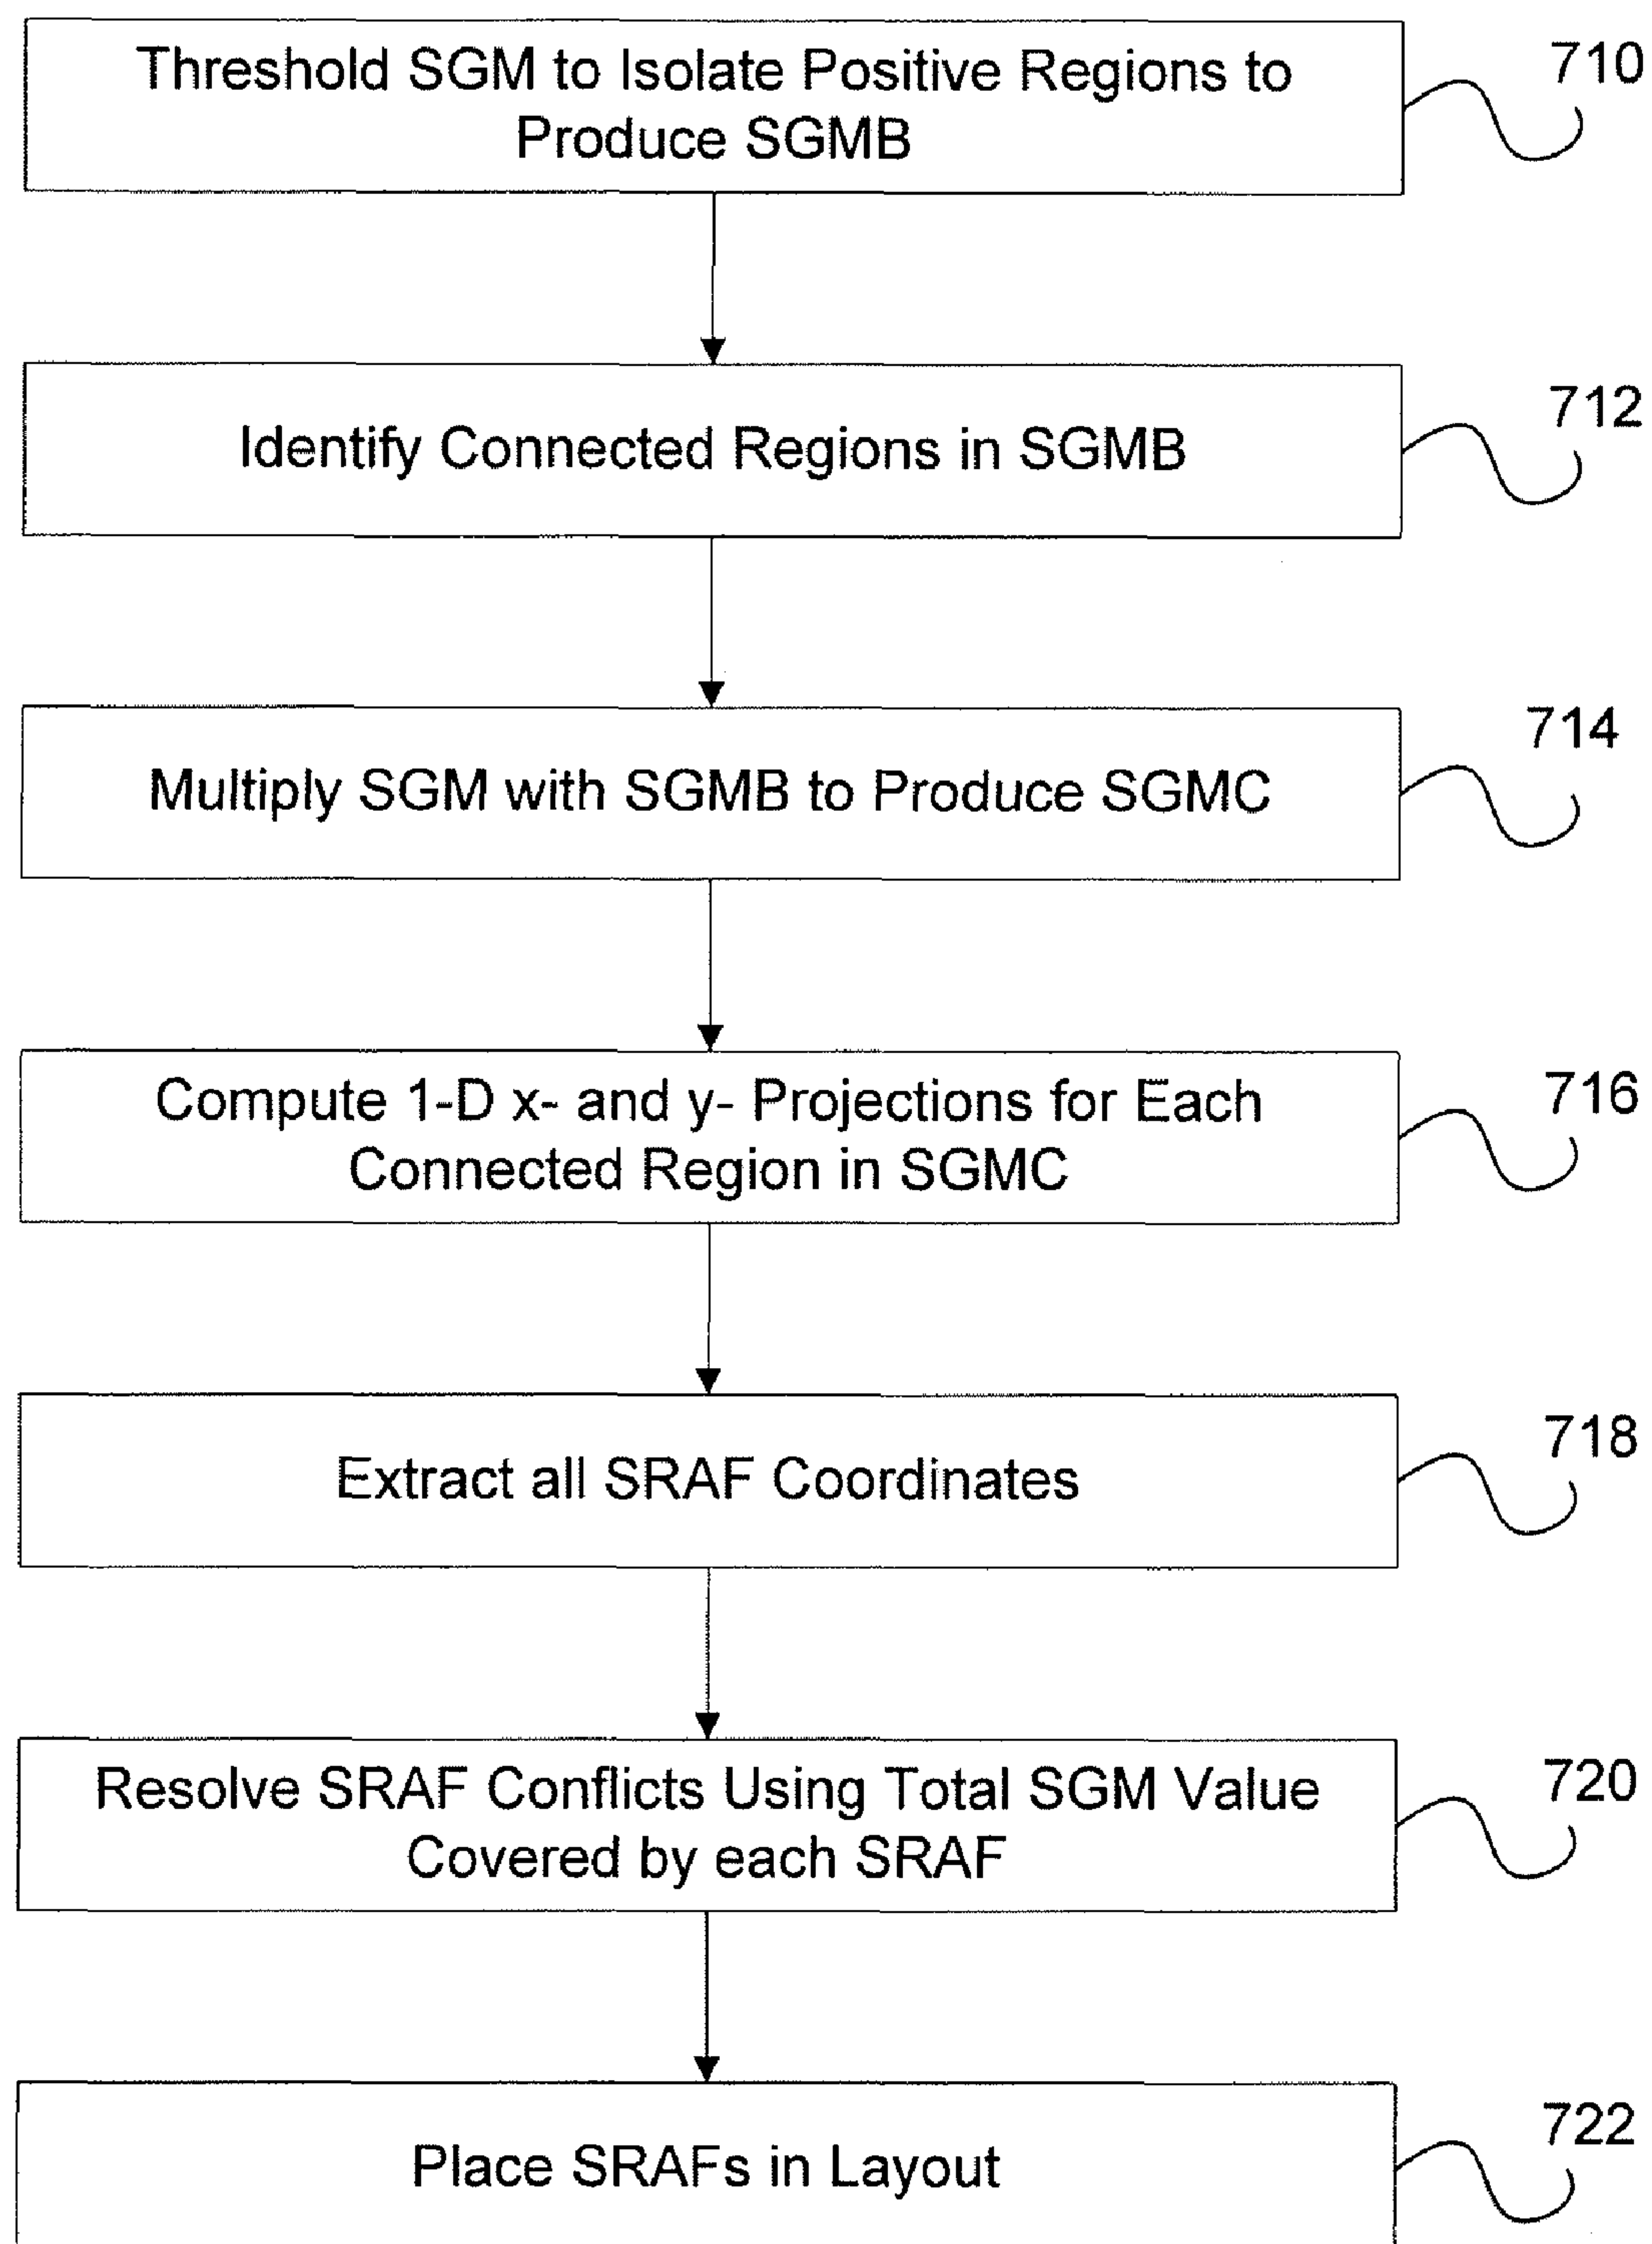 Threshold SGM to Isolate Positive Regions to
Produce SGMB
710
Identify Connected Regions in SGMB
712
Multiply SGM with SGMB to Produce SGMC
714
Compute 1-D x- and y- Projections for Each
Connected Region in SGMC
716
Extract all SRAF Coordinates
718
Resolve SRAF Conflicts Using Total SGM Value
Covered by each SRAF
720
Place SRAFs in Layout
722